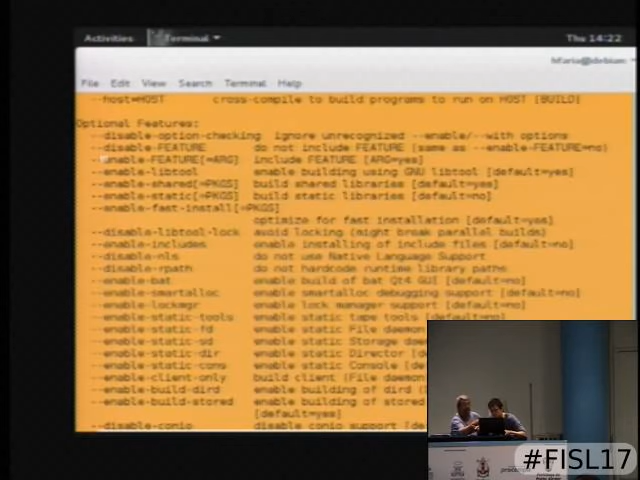 Activities Terminal Thu 14:22
hfaria@debian
File Edit View Search Terminal Help
--host=HOST cross-compile to build programs to run on HOST [BUILD]
Optional Features:
--disable-option-checking ignore unrecognized --enable/--with options
--disable-FEATURE do not include FEATURE (same as --enable-FEATURE=no)
--enable-FEATURE[=ARG] include FEATURE [ARG=yes]
--enable-libtool enable building using GNU libtool [default=yes]
--enable-shared[=PKGS] build shared libraries [default=yes]
--enable-static[=PKGS] build static libraries [default=no]
--enable-fast-install[=PKGS]
optimize for fast installation [default=yes]
--disable-libtool-lock avoid locking (might break parallel builds)
--enable-includes enable installing of include files [default=no]
--disable-nls do not use Native Language Support
--disable-rpath do not hardcode runtime library paths
--enable-bat enable build of bat Qt4 GUI [default=no]
--enable-smartalloc enable smartalloc debugging support [default=no]
--enable-lockmgr enable lock manager support [default=no]
--enable-static-tools enable static tape tools [default=no]
--enable-static-fd enable static File daemon
--enable-static-sd enable static Storage
--enable-static-dir enable static Director [
--enable-static-cons enable static Console [de
--enable-client-only build client (File daemon
--enable-build-dird enable building of dird (
--enable-build-stored enable building of stored
[default=yes]
--disable-conio disable conio support [de
#FISL17